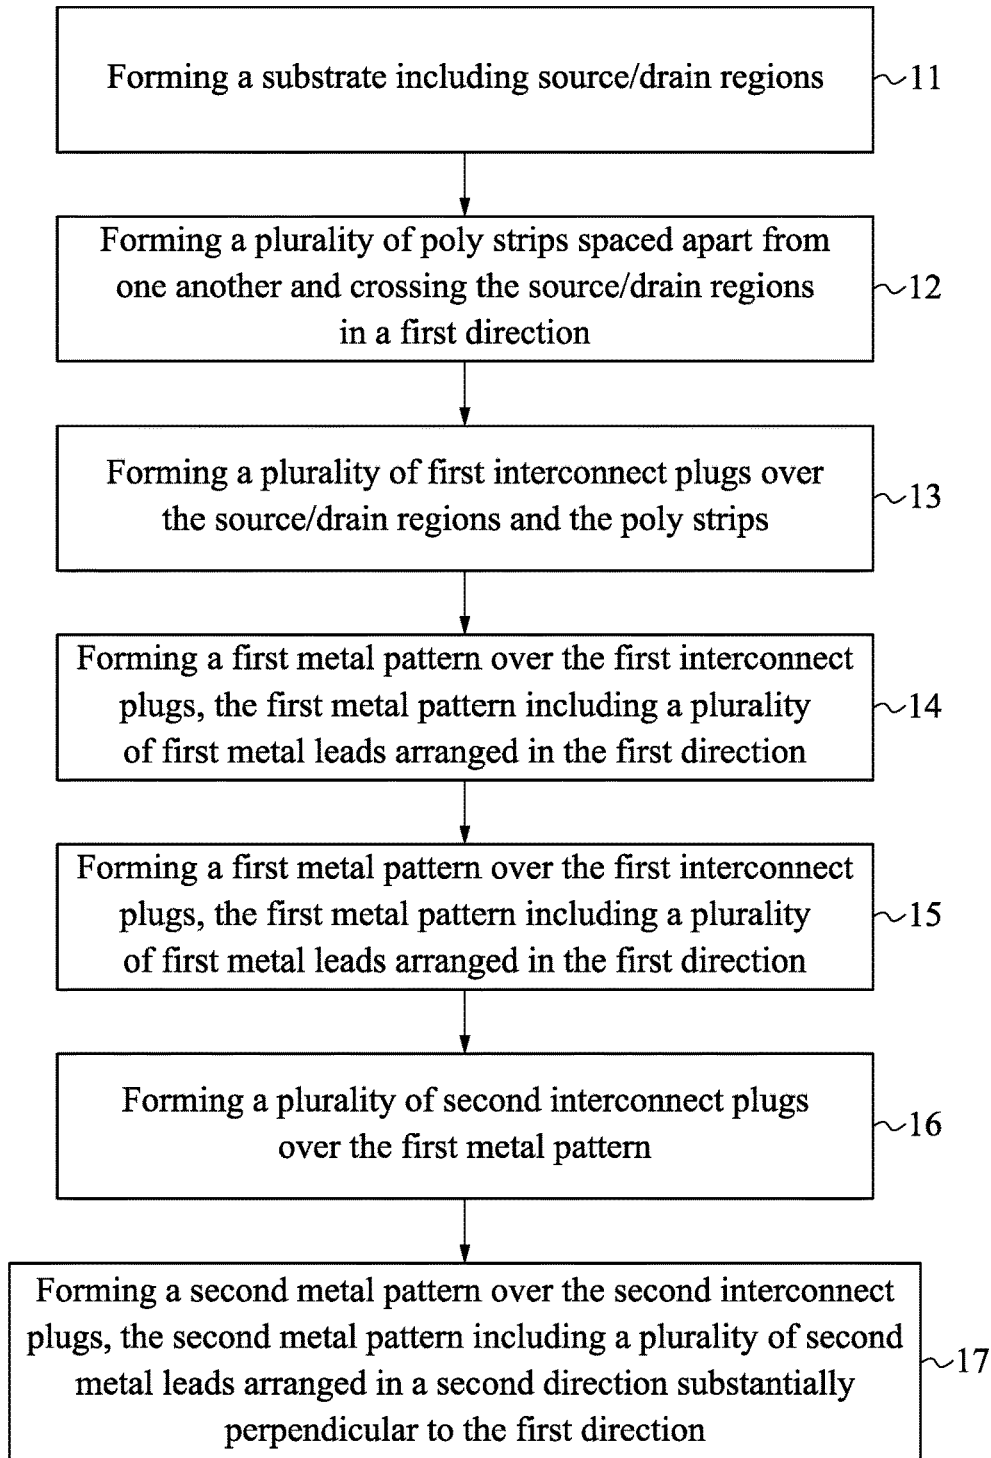 Forming a substrate including source/drain regions
11
Forming a plurality of poly strips spaced apart from
one another and crossing the source/drain regions
in a first direction
12
Forming a plurality of first interconnect plugs over
the source/drain regions and the poly strips
13
Forming a first metal pattern over the first interconnect
plugs, the first metal pattern including a plurality
of first metal leads arranged in the first direction
14
Forming a first metal pattern over the first interconnect
plugs, the first metal pattern including a plurality
of first metal leads arranged in the first direction
15
Forming a plurality of second interconnect plugs
over the first metal pattern
16
Forming a second metal pattern over the second interconnect
plugs, the second metal pattern including a plurality of second
metal leads arranged in a second direction substantially
perpendicular to the first direction
17